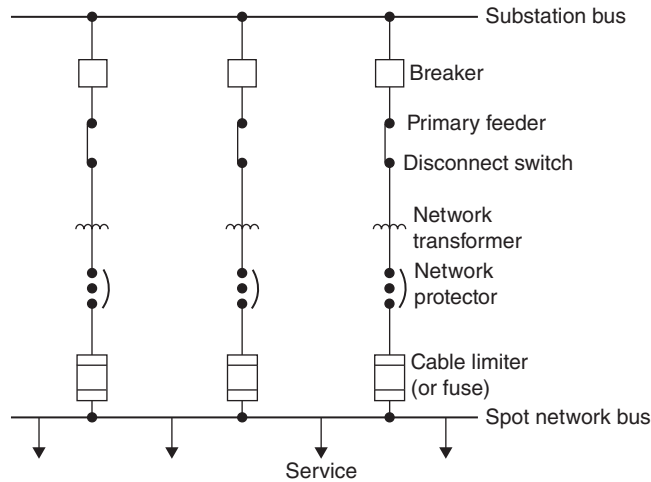 Substation bus
Breaker
Primary feeder
Disconnect switch
Network
transformer
Network
protector
Cable limiter
(or fuse)
Spot network bus
Service